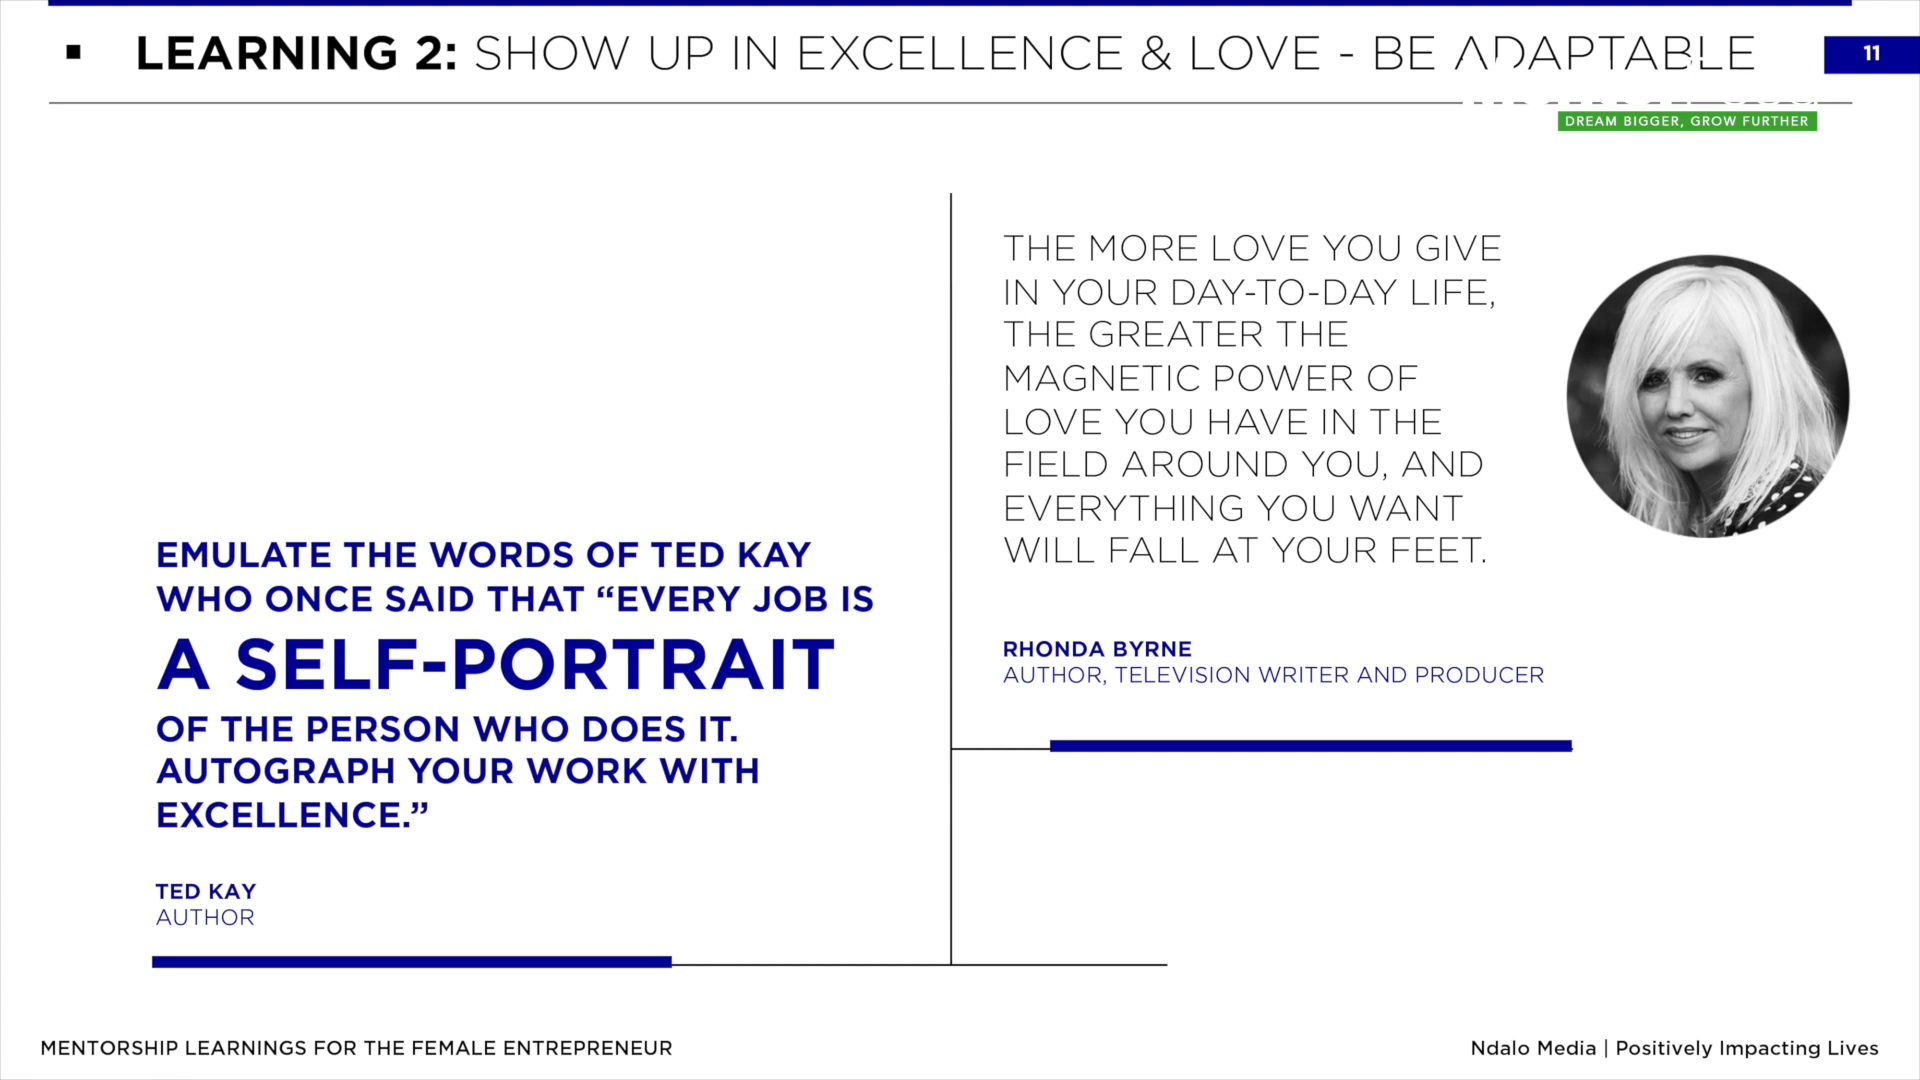 LEARNING 2: SHOW UP IN EXCELLENCE & LOVE - BE ADAPTABLE
11
DREAM BIGGER, GROW FURTHER
EMULATE THE WORDS OF TED KAY
WHO ONCE SAID THAT “EVERY JOB IS
A SELF-PORTRAIT
OF THE PERSON WHO DOES IT.
AUTOGRAPH YOUR WORK WITH
EXCELLENCE.”
TED KAY
AUTHOR
THE MORE LOVE YOU GIVE
IN YOUR DAY-TO-DAY LIFE,
THE GREATER THE
MAGNETIC POWER OF
LOVE YOU HAVE IN THE
FIELD AROUND YOU, AND
EVERYTHING YOU WANT
WILL FALL AT YOUR FEET.
RHONDA BYRNE
AUTHOR, TELEVISION WRITER AND PRODUCER
MENTORSHIP LEARNINGS FOR THE FEMALE ENTREPRENEUR
Ndalo Media | Positively Impacting Lives